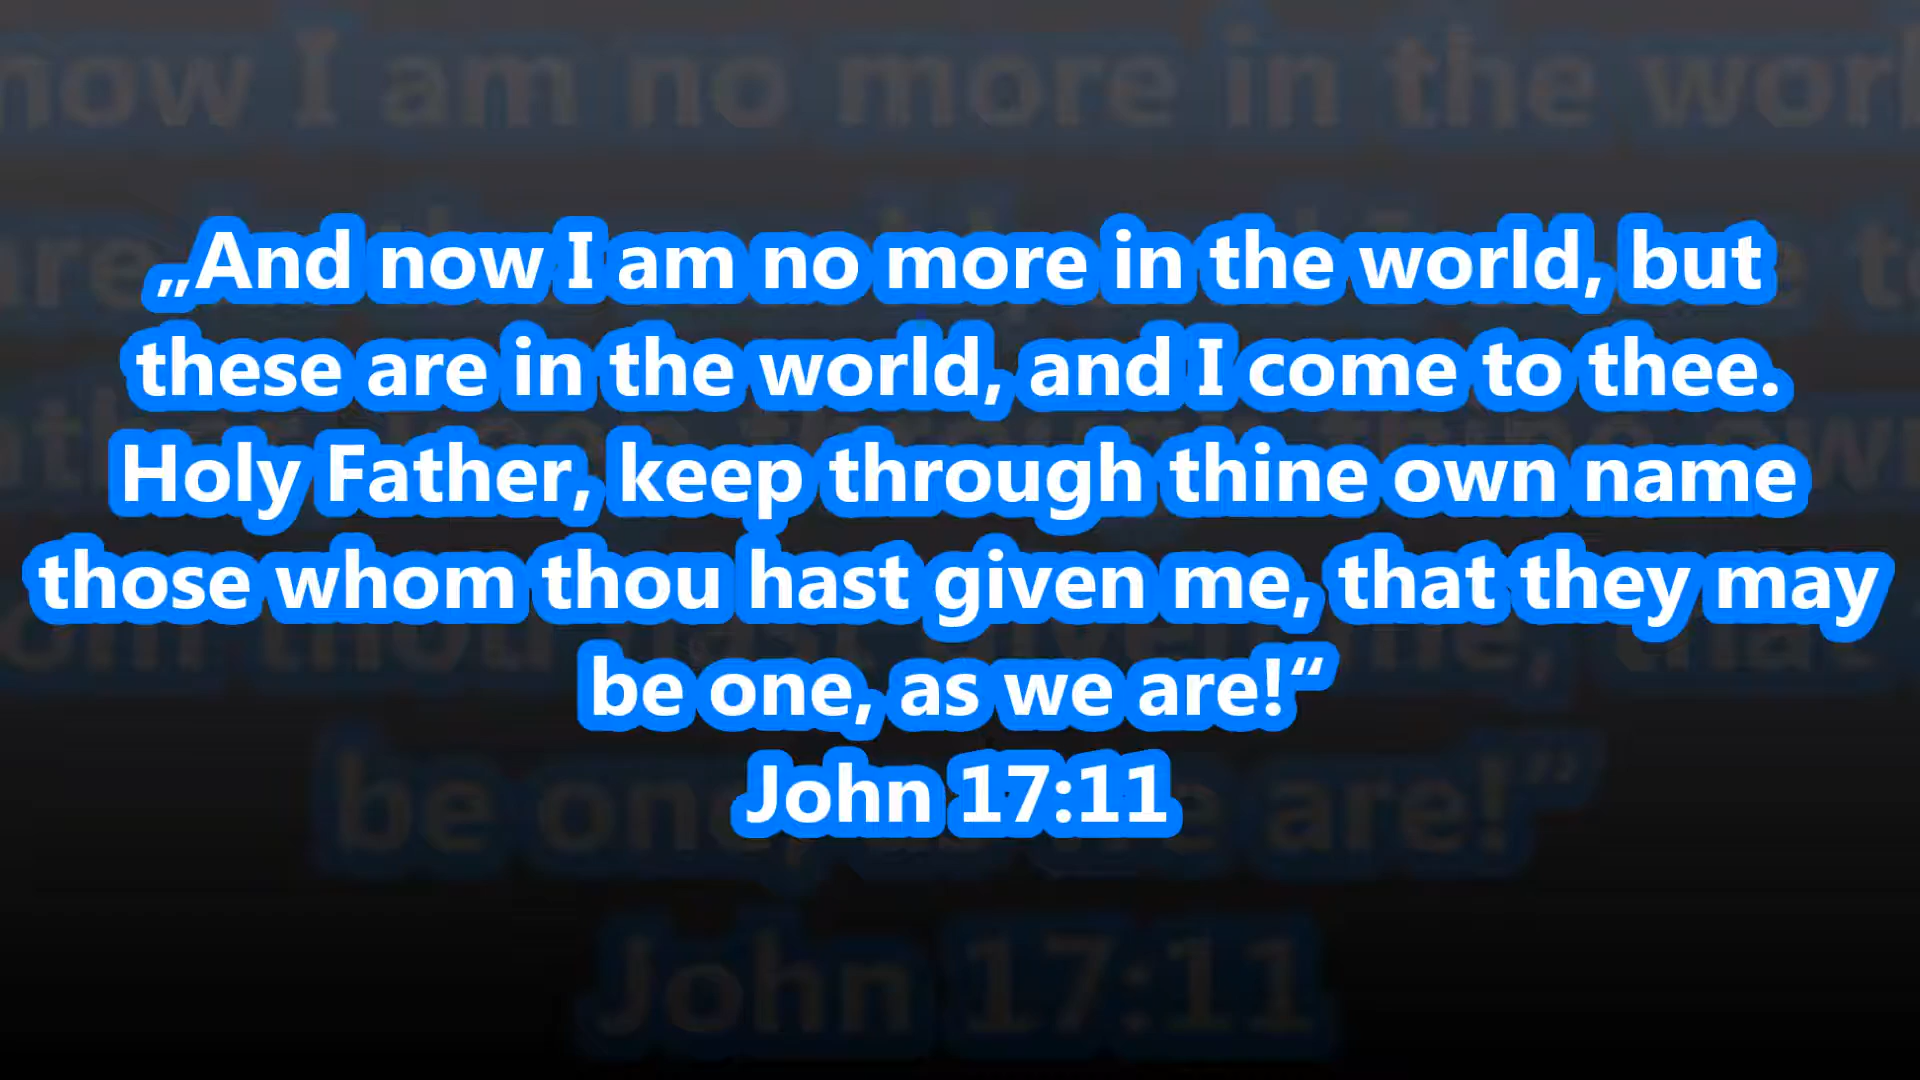 „And now I am no more in the world, but
these are in the world, and I come to thee.
Holy Father, keep through thine own name
those whom thou hast given me, that they may
be one, as we are!“
John 17:11